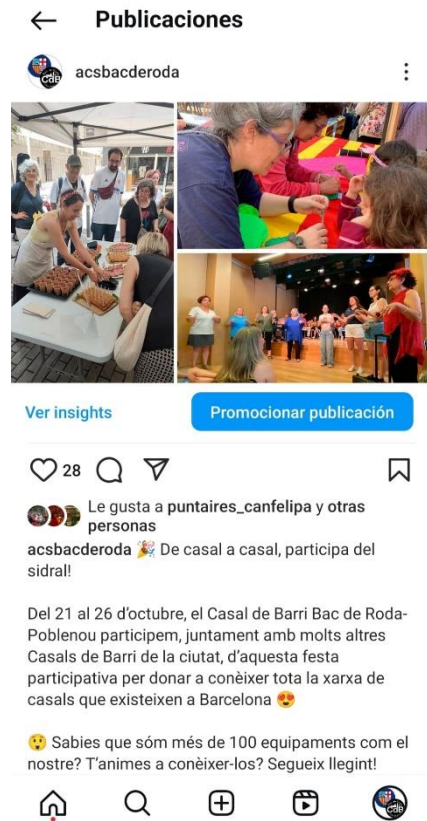 Publicaciones
acsbacderoda
Ver insights
Promocionar publicación
28
Le gusta a puntaires_canfelipa y otras
personas
acsbacderoda 🎉 De casal a casal, participa del
sidral!
Del 21 al 26 d’octubre, el Casal de Barri Bac de Roda-
Poblenou participem, juntament amb molts altres
Casals de Barri de la ciutat, d’aquesta festa
participativa per donar a conèixer tota la xarxa de
casals que existeixen a Barcelona 😍
😲 Sabies que sóm més de 100 equipaments com el
nostre? T’animes a conèixer-los? Segueix llegint!